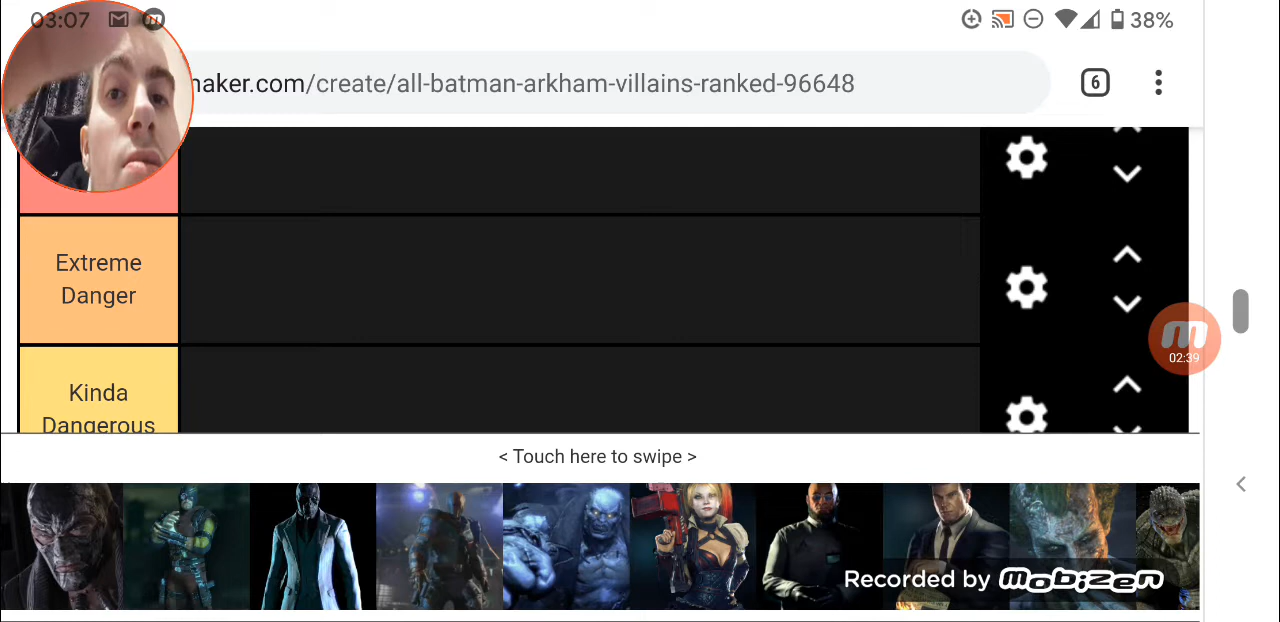 03:07
38%
naker.com/create/all-batman-arkham-villains-ranked-96648
6
Extreme
Danger
Kinda
Dangerous
02:39
< Touch here to swipe >
Recorded by mobizen